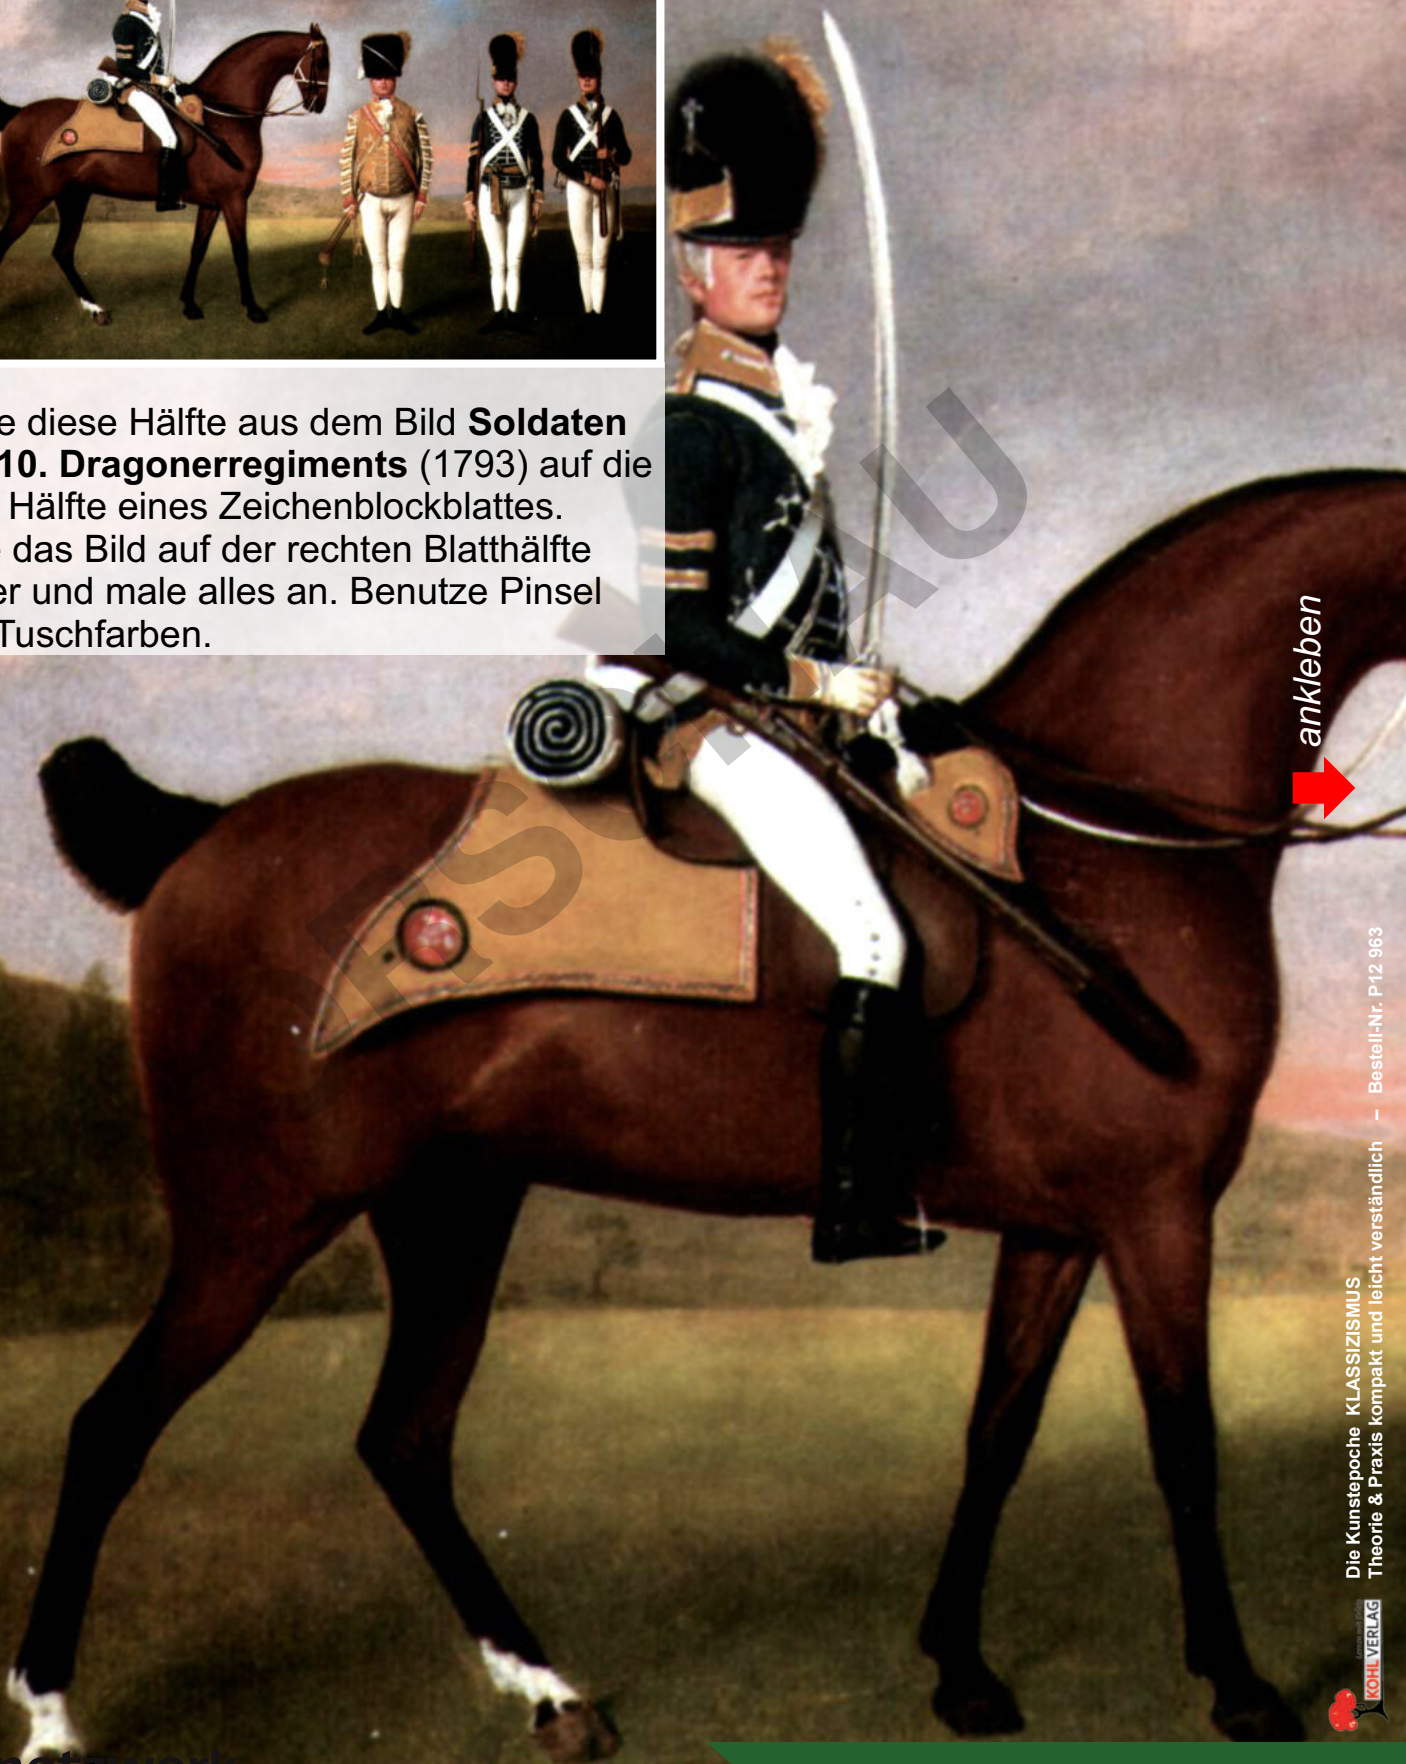 e diese Hälfte aus dem Bild Soldaten
10. Dragonerregiments (1793) auf die
Hälfte eines Zeichenblockblattes.
das Bild auf der rechten Blatthälfte
er und male alles an. Benutze Pinsel
Tuschfarben.
ankleben
Die Kunstepoche KLASSIZISMUS
Theorie & Praxis kompakt und leicht verständlich – Bestell-Nr. P12 963
KOHL VERLAG
ORSCHAU
netzwerk